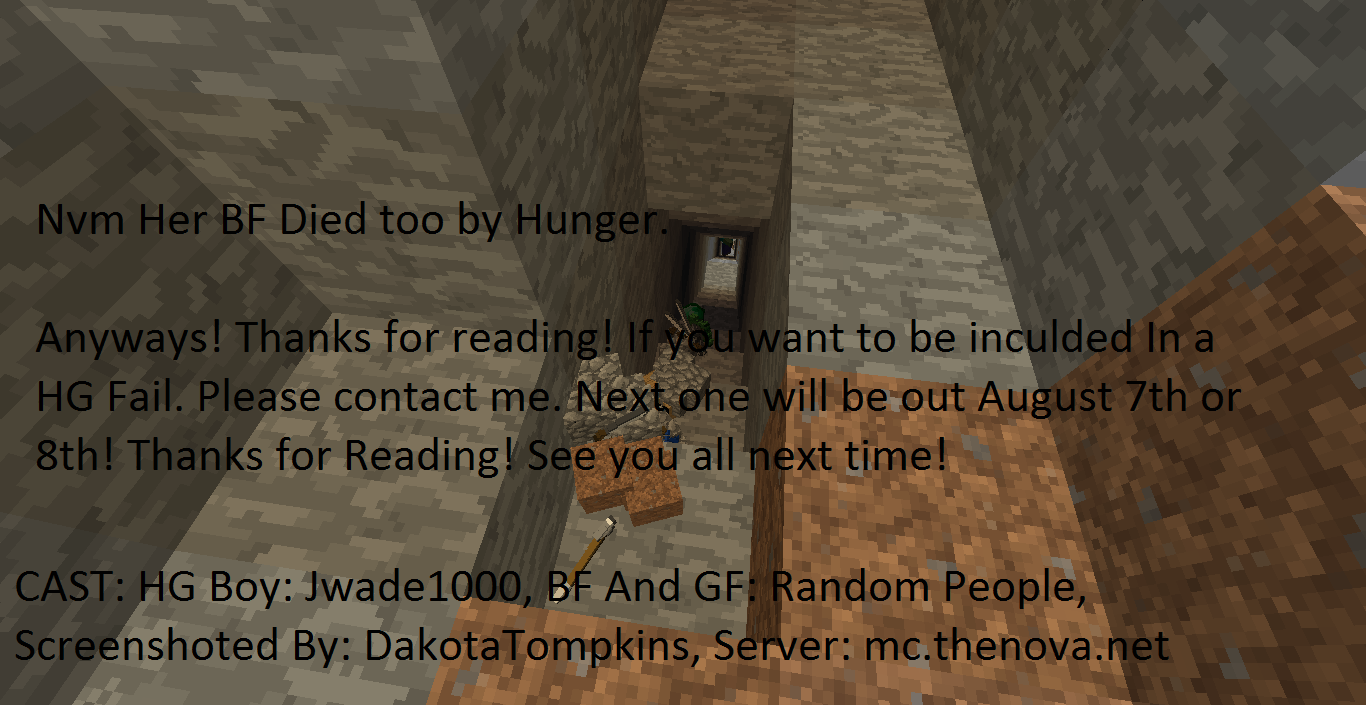 Nvm Her BF Died too by Hunger.
Anyways! Thanks for reading! If you want to be inculded In a
HG Fail. Please contact me. Next one will be out August 7th or
8th! Thanks for Reading! See you all next time!
CAST: HG Boy: Jwade1000, BF And GF: Random People,
Screenshoted By: DakotaTompkins, Server: mc.thenova.net